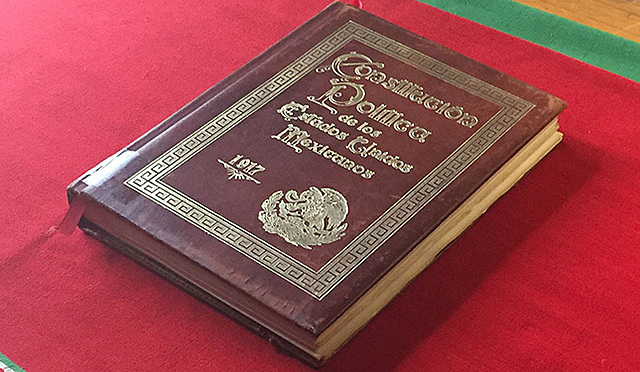 Constitución
Política
de los
Estados Unidos
Mexicanos
1917